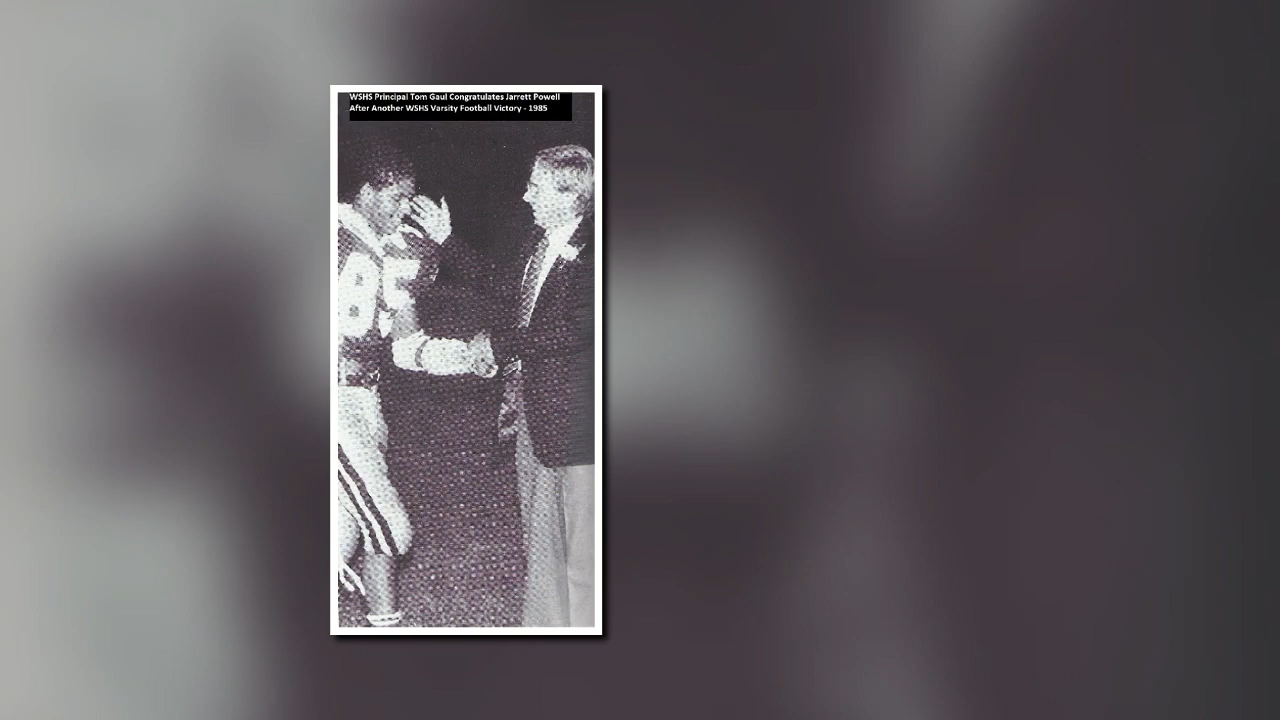 WSHS Principal Tom Gaul Congratulates Jarrett Powell
After Another WSHS Varsity Football Victory - 1985
85